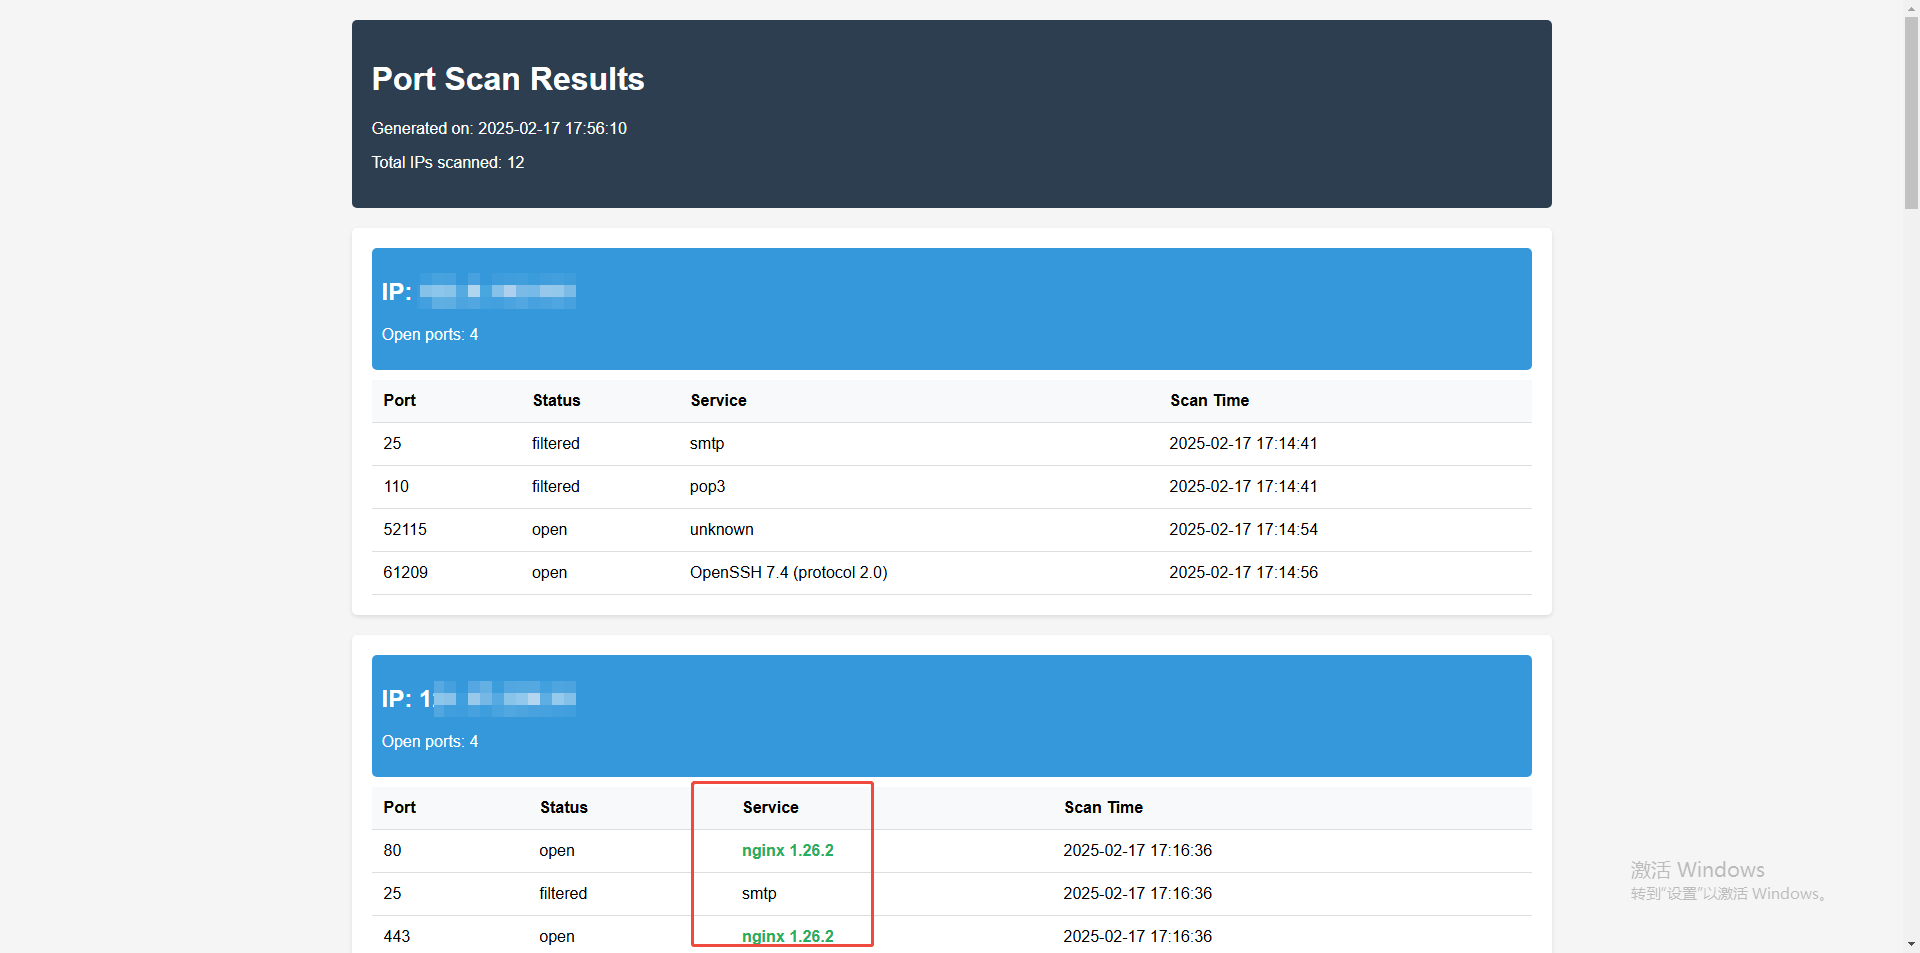 Port Scan Results
Generated on: 2025-02-17 17:56:10
Total IPs scanned: 12
IP:
Open ports: 4
Port Status Service Scan Time
25 filtered smtp 2025-02-17 17:14:41
110 filtered pop3 2025-02-17 17:14:41
52115 open unknown 2025-02-17 17:14:54
61209 open OpenSSH 7.4 (protocol 2.0) 2025-02-17 17:14:56
IP:
Open ports: 4
Port Status Service Scan Time
80 open nginx 1.26.2 2025-02-17 17:16:36
25 filtered smtp 2025-02-17 17:16:36
443 open nginx 1.26.2 2025-02-17 17:16:36
激活 Windows
转到“设置”以激活 Windows。